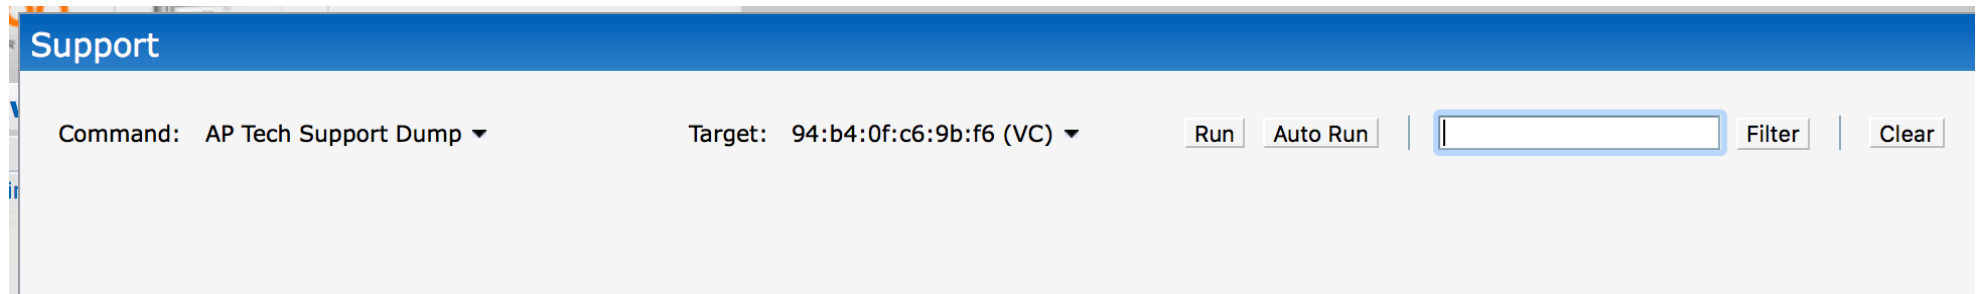 Support
Command: AP Tech Support Dump Target: 94:b4:0f:c6:9b:f6 (VC) Run Auto Run Filter Clear